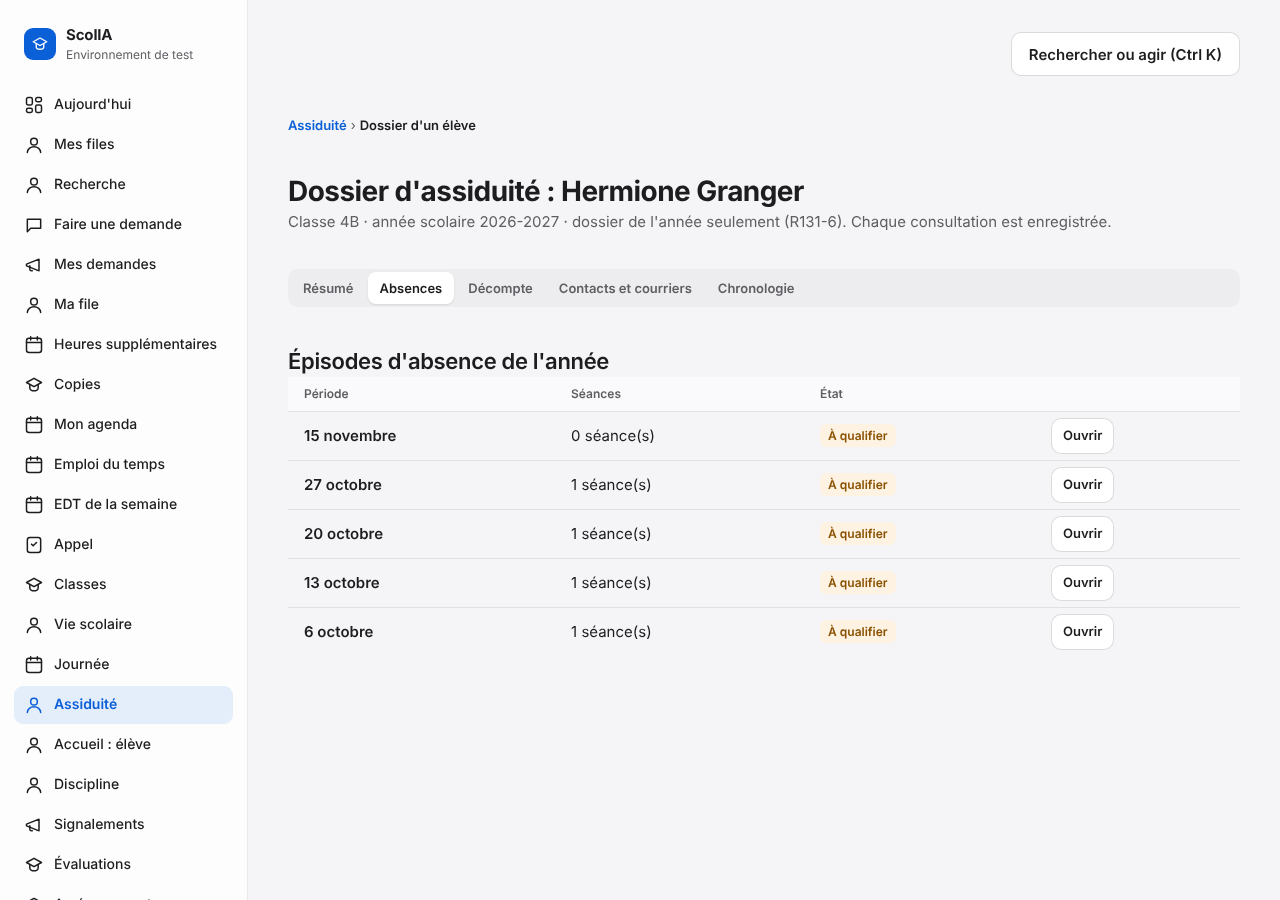 ScolIA
Environnement de test
Aujourd'hui
Mes files
Recherche
Faire une demande
Mes demandes
Ma file
Heures supplémentaires
Copies
Mon agenda
Emploi du temps
EDT de la semaine
Appel
Classes
Vie scolaire
Journée
Assiduité
Accueil : élève
Discipline
Signalements
Évaluations
Rechercher ou agir (Ctrl K)
Assiduité › Dossier d'un élève
Dossier d'assiduité : Hermione Granger
Classe 4B · année scolaire 2026-2027 · dossier de l'année seulement (R131-6). Chaque consultation est enregistrée.
Résumé Absences Décompte Contacts et courriers Chronologie
Épisodes d'absence de l'année
Période Séances État
15 novembre 0 séance(s) À qualifier Ouvrir
27 octobre 1 séance(s) À qualifier Ouvrir
20 octobre 1 séance(s) À qualifier Ouvrir
13 octobre 1 séance(s) À qualifier Ouvrir
6 octobre 1 séance(s) À qualifier Ouvrir